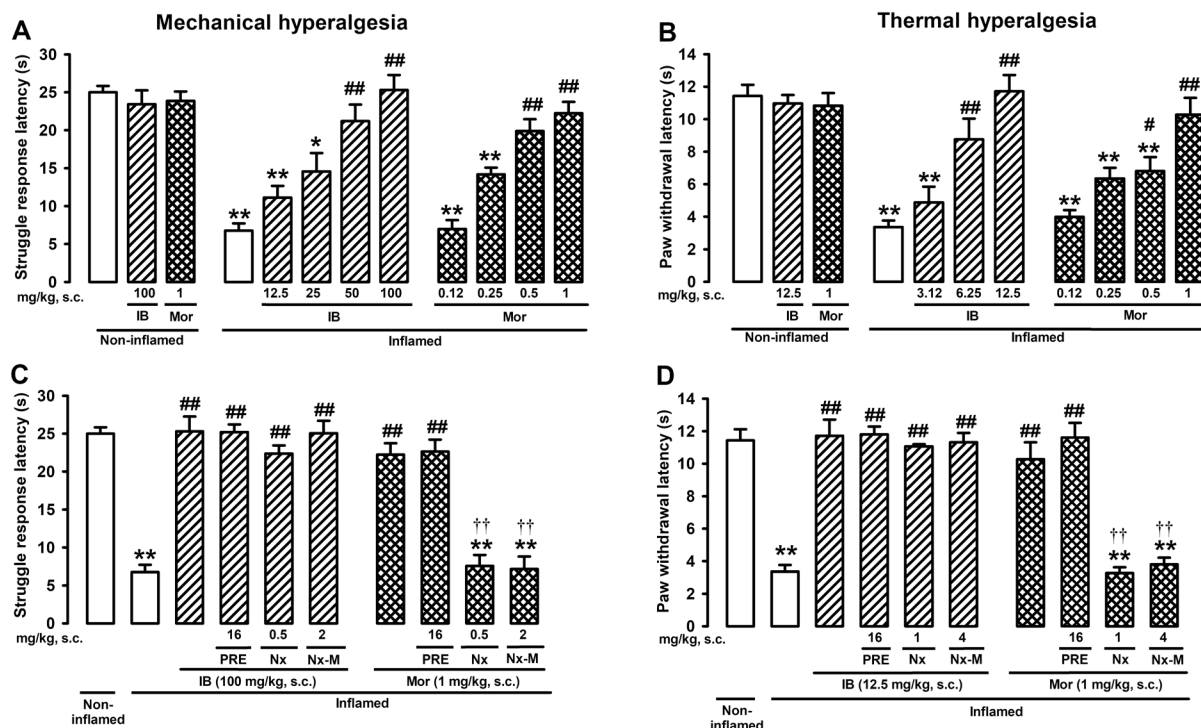 Mechanical hyperalgesia
Thermal hyperalgesia
A
Struggle response latency (s)
30
25
20
15
10
5
0
** ** * ## ## ** ** ## ##
mg/kg, s.c. 100 1 12.5 25 50 100 0.12 0.25 0.5 1
IB Mor IB Mor
Non-inflamed Inflamed
B
Paw withdrawal latency (s)
14
12
10
8
6
4
2
0
** ** ## ## ** ** # ** ##
mg/kg, s.c. 12.5 1 3.12 6.25 12.5 0.12 0.25 0.5 1
IB Mor IB Mor
Non-inflamed Inflamed
C
Struggle response latency (s)
30
25
20
15
10
5
0
** ## ## ## ## ## ## †† ** †† **
mg/kg, s.c. 16 0.5 2 16 0.5 2
PRE Nx Nx-M PRE Nx Nx-M
IB (100 mg/kg, s.c.) Mor (1 mg/kg, s.c.)
Non-inflamed Inflamed
D
Paw withdrawal latency (s)
14
12
10
8
6
4
2
0
** ## ## ## ## ## ## †† ** †† **
mg/kg, s.c. 16 1 4 16 1 4
PRE Nx Nx-M PRE Nx Nx-M
IB (12.5 mg/kg, s.c.) Mor (1 mg/kg, s.c.)
Non-inflamed Inflamed